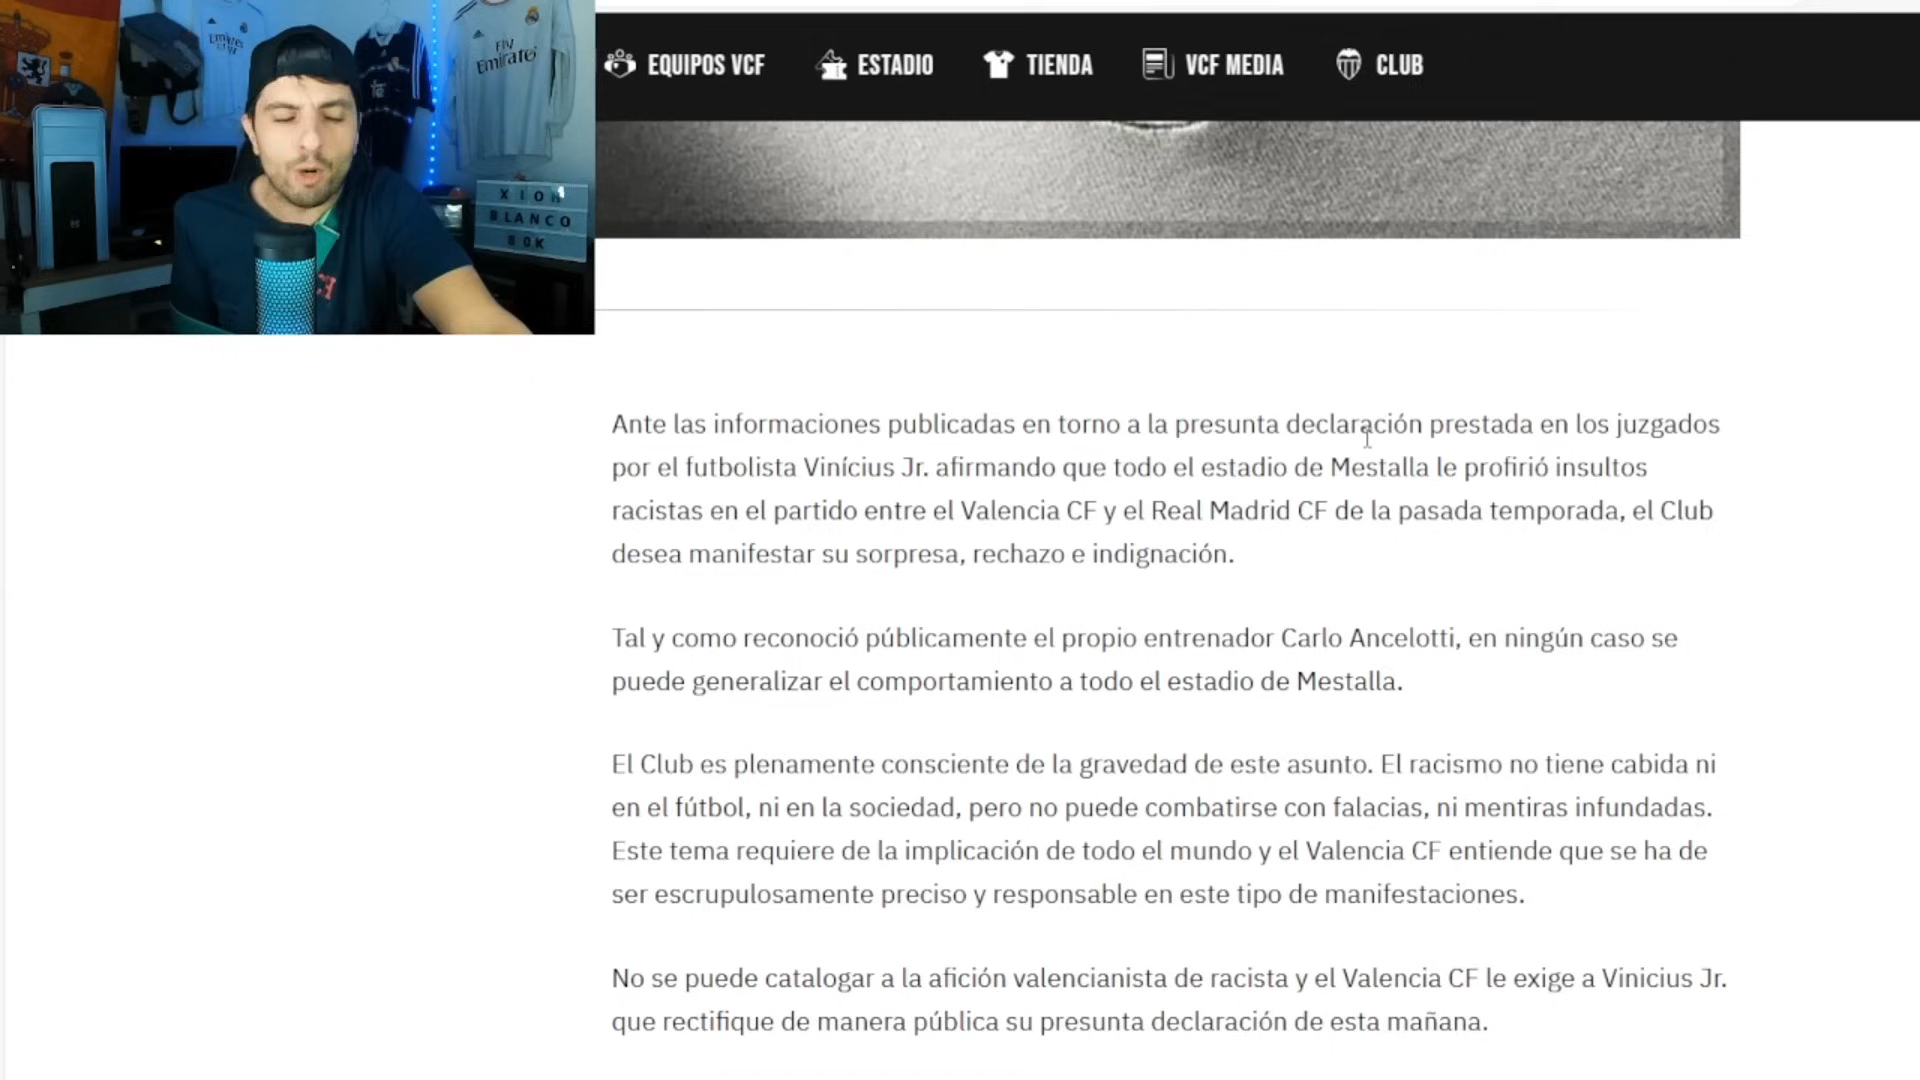 Fly
Emirates
XION
BLANCO
80K
EQUIPOS VCF
ESTADIO
TIENDA
VCF MEDIA
CLUB
Ante las informaciones publicadas en torno a la presunta declaración prestada en los juzgados
por el futbolista Vinícius Jr. afirmando que todo el estadio de Mestalla le profirió insultos
racistas en el partido entre el Valencia CF y el Real Madrid CF de la pasada temporada, el Club
desea manifestar su sorpresa, rechazo e indignación.
Tal y como reconoció públicamente el propio entrenador Carlo Ancelotti, en ningún caso se
puede generalizar el comportamiento a todo el estadio de Mestalla.
El Club es plenamente consciente de la gravedad de este asunto. El racismo no tiene cabida ni
en el fútbol, ni en la sociedad, pero no puede combatirse con falacias, ni mentiras infundadas.
Este tema requiere de la implicación de todo el mundo y el Valencia CF entiende que se ha de
ser escrupulosamente preciso y responsable en este tipo de manifestaciones.
No se puede catalogar a la afición valencianista de racista y el Valencia CF le exige a Vinicius Jr.
que rectifique de manera pública su presunta declaración de esta mañana.